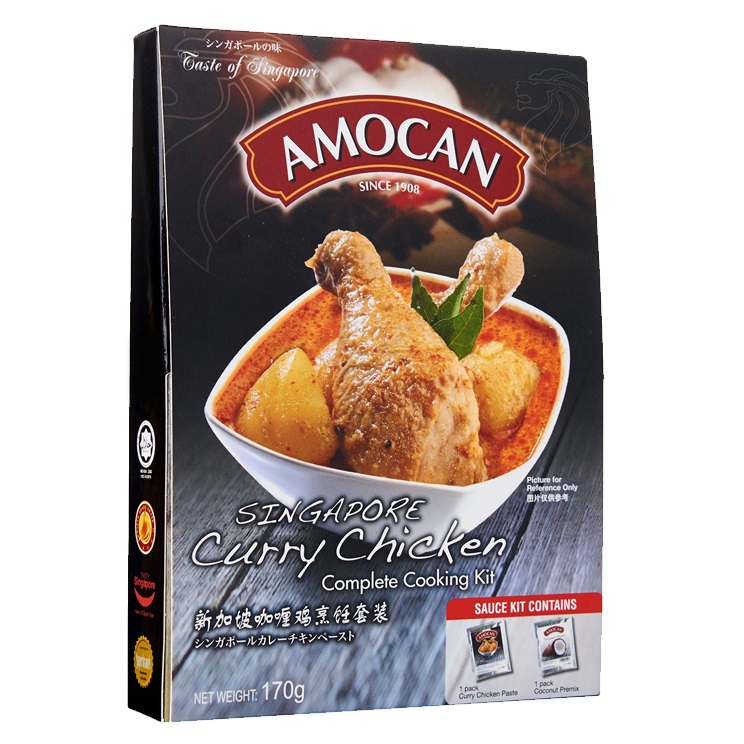 シンガポールの味
Taste of Singapore
AMOCAN
SINCE 1908
Picture for
Reference Only
图片仅供参考
SINGAPORE
Curry Chicken
Complete Cooking Kit
新加坡咖喱鸡烹饪套装
シンガポールカレーチキンペースト
NET WEIGHT: 170g
SAUCE KIT CONTAINS
AMOCAN
AMOCAN
1 pack
Curry Chicken Paste
1 pack
Coconut Premix
Singapore